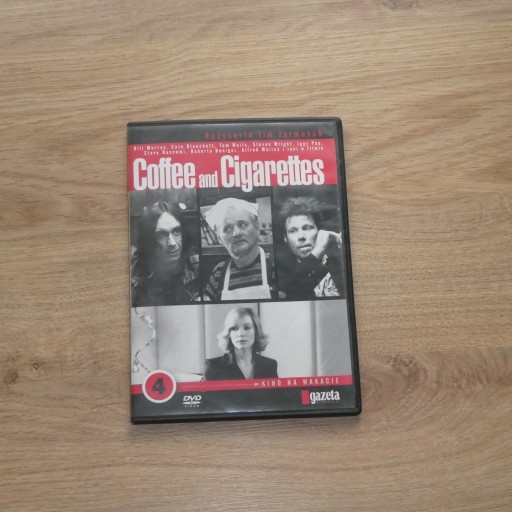 Reżyseria Jim Jarmusch
Bill Murray, Cate Blanchett, Tom Waits, Steven Wright, Iggy Pop,
Steve Buscemi, Roberto Benigni, Alfred Molina i inni w filmie
Coffee and Cigarettes
4
DVD
VIDEO
KINO NA WAKACJE
gazeta